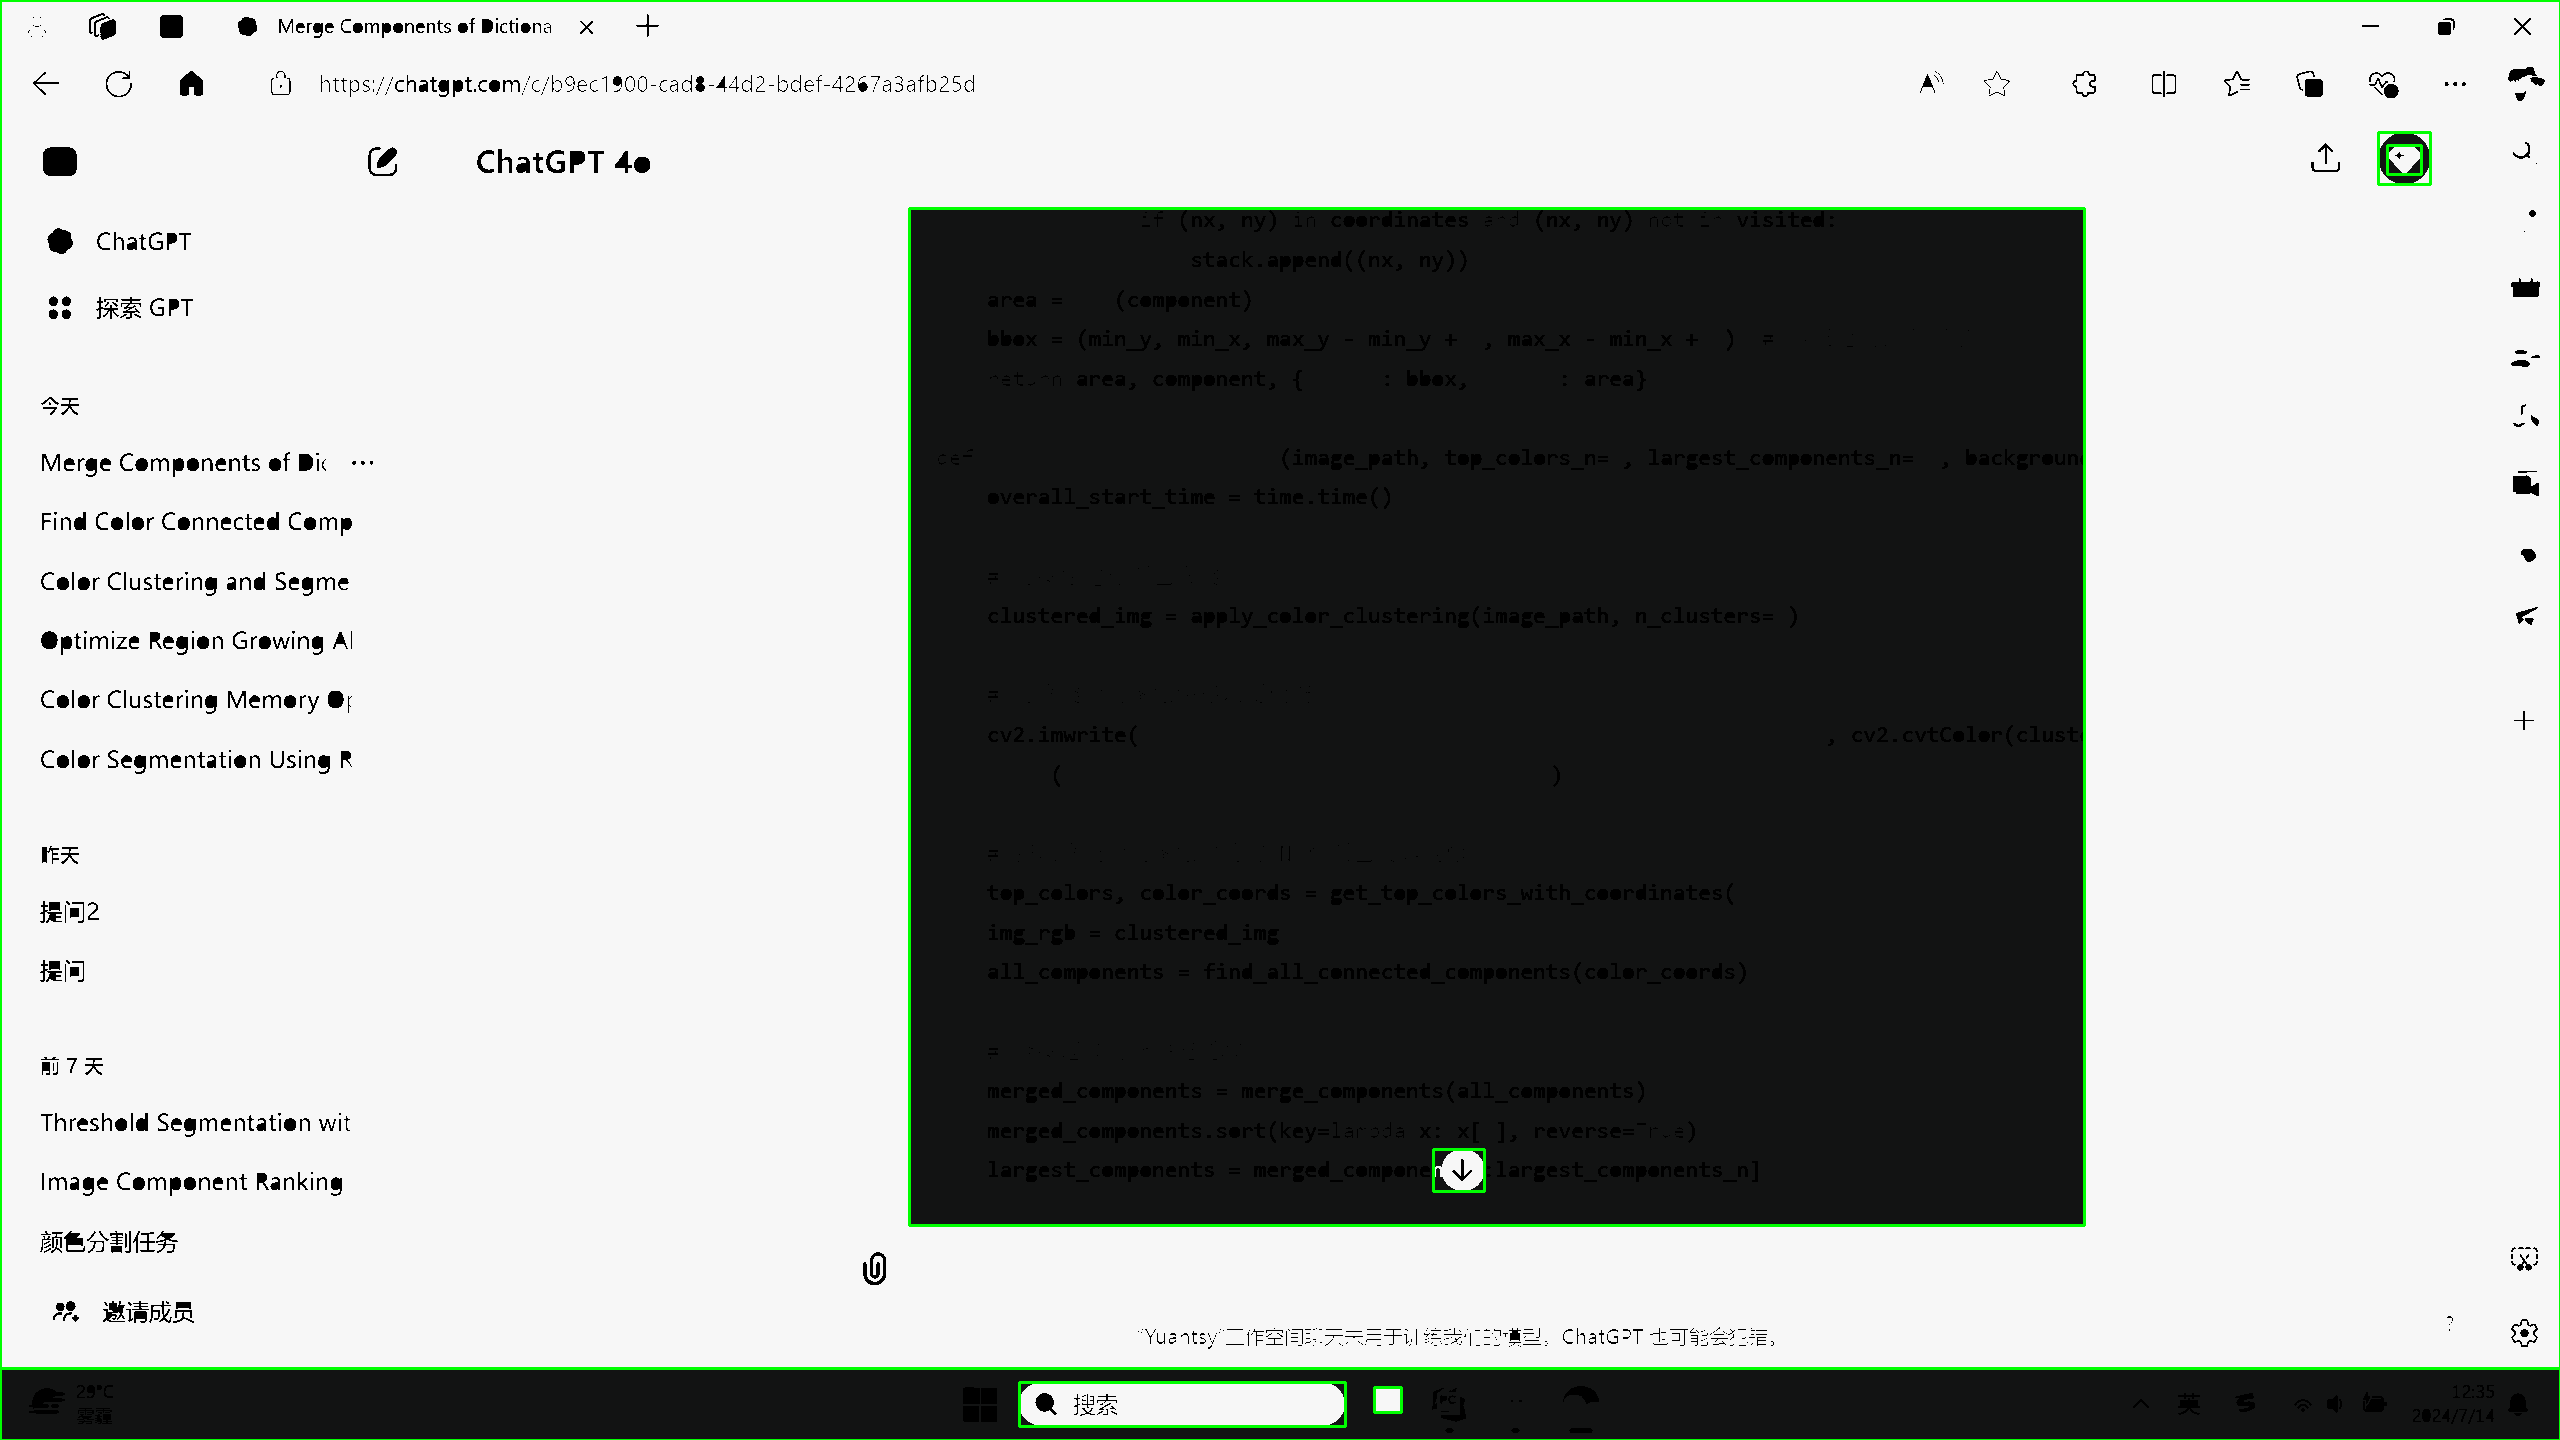 Merge Components of Dictiona
https://chatgpt.com/c/b9ec1900-cad8-44d2-bdef-4267a3afb25d
ChatGPT 4o
ChatGPT
探索 GPT
今天
Merge Components of Dic ...
Find Color Connected Comp
Color Clustering and Segme
Optimize Region Growing Al
Color Clustering Memory Op
Color Segmentation Using R
昨天
提问2
提问
前 7 天
Threshold Segmentation wit
Image Component Ranking
颜色分割任务
邀请成员
if (nx, ny) in coordinates and (nx, ny) not in visited:
stack.append((nx, ny))
area = (component)
bbox = (min_y, min_x, max_y - min_y + , max_x - min_x + )
return area, component, { : bbox, : area}
def (image_path, top_colors_n= , largest_components_n= , background
overall_start_time = time.time()
clustered_img = apply_color_clustering(image_path, n_clusters= )
cv2.imwrite( , cv2.cvtColor(cluste
( )
top_colors, color_coords = get_top_colors_with_coordinates(
img_rgb = clustered_img
all_components = find_all_connected_components(color_coords)
merged_components = merge_components(all_components)
merged_components.sort(key=lambda x: x[ ], reverse=True)
largest_components = merged_componen :largest_components_n]
"Yuantsy"工作空间聊天未用于训练我们的模型。ChatGPT 也可能会犯错。
?
29°C
雾霾
搜索
英
12:35
2024/7/14